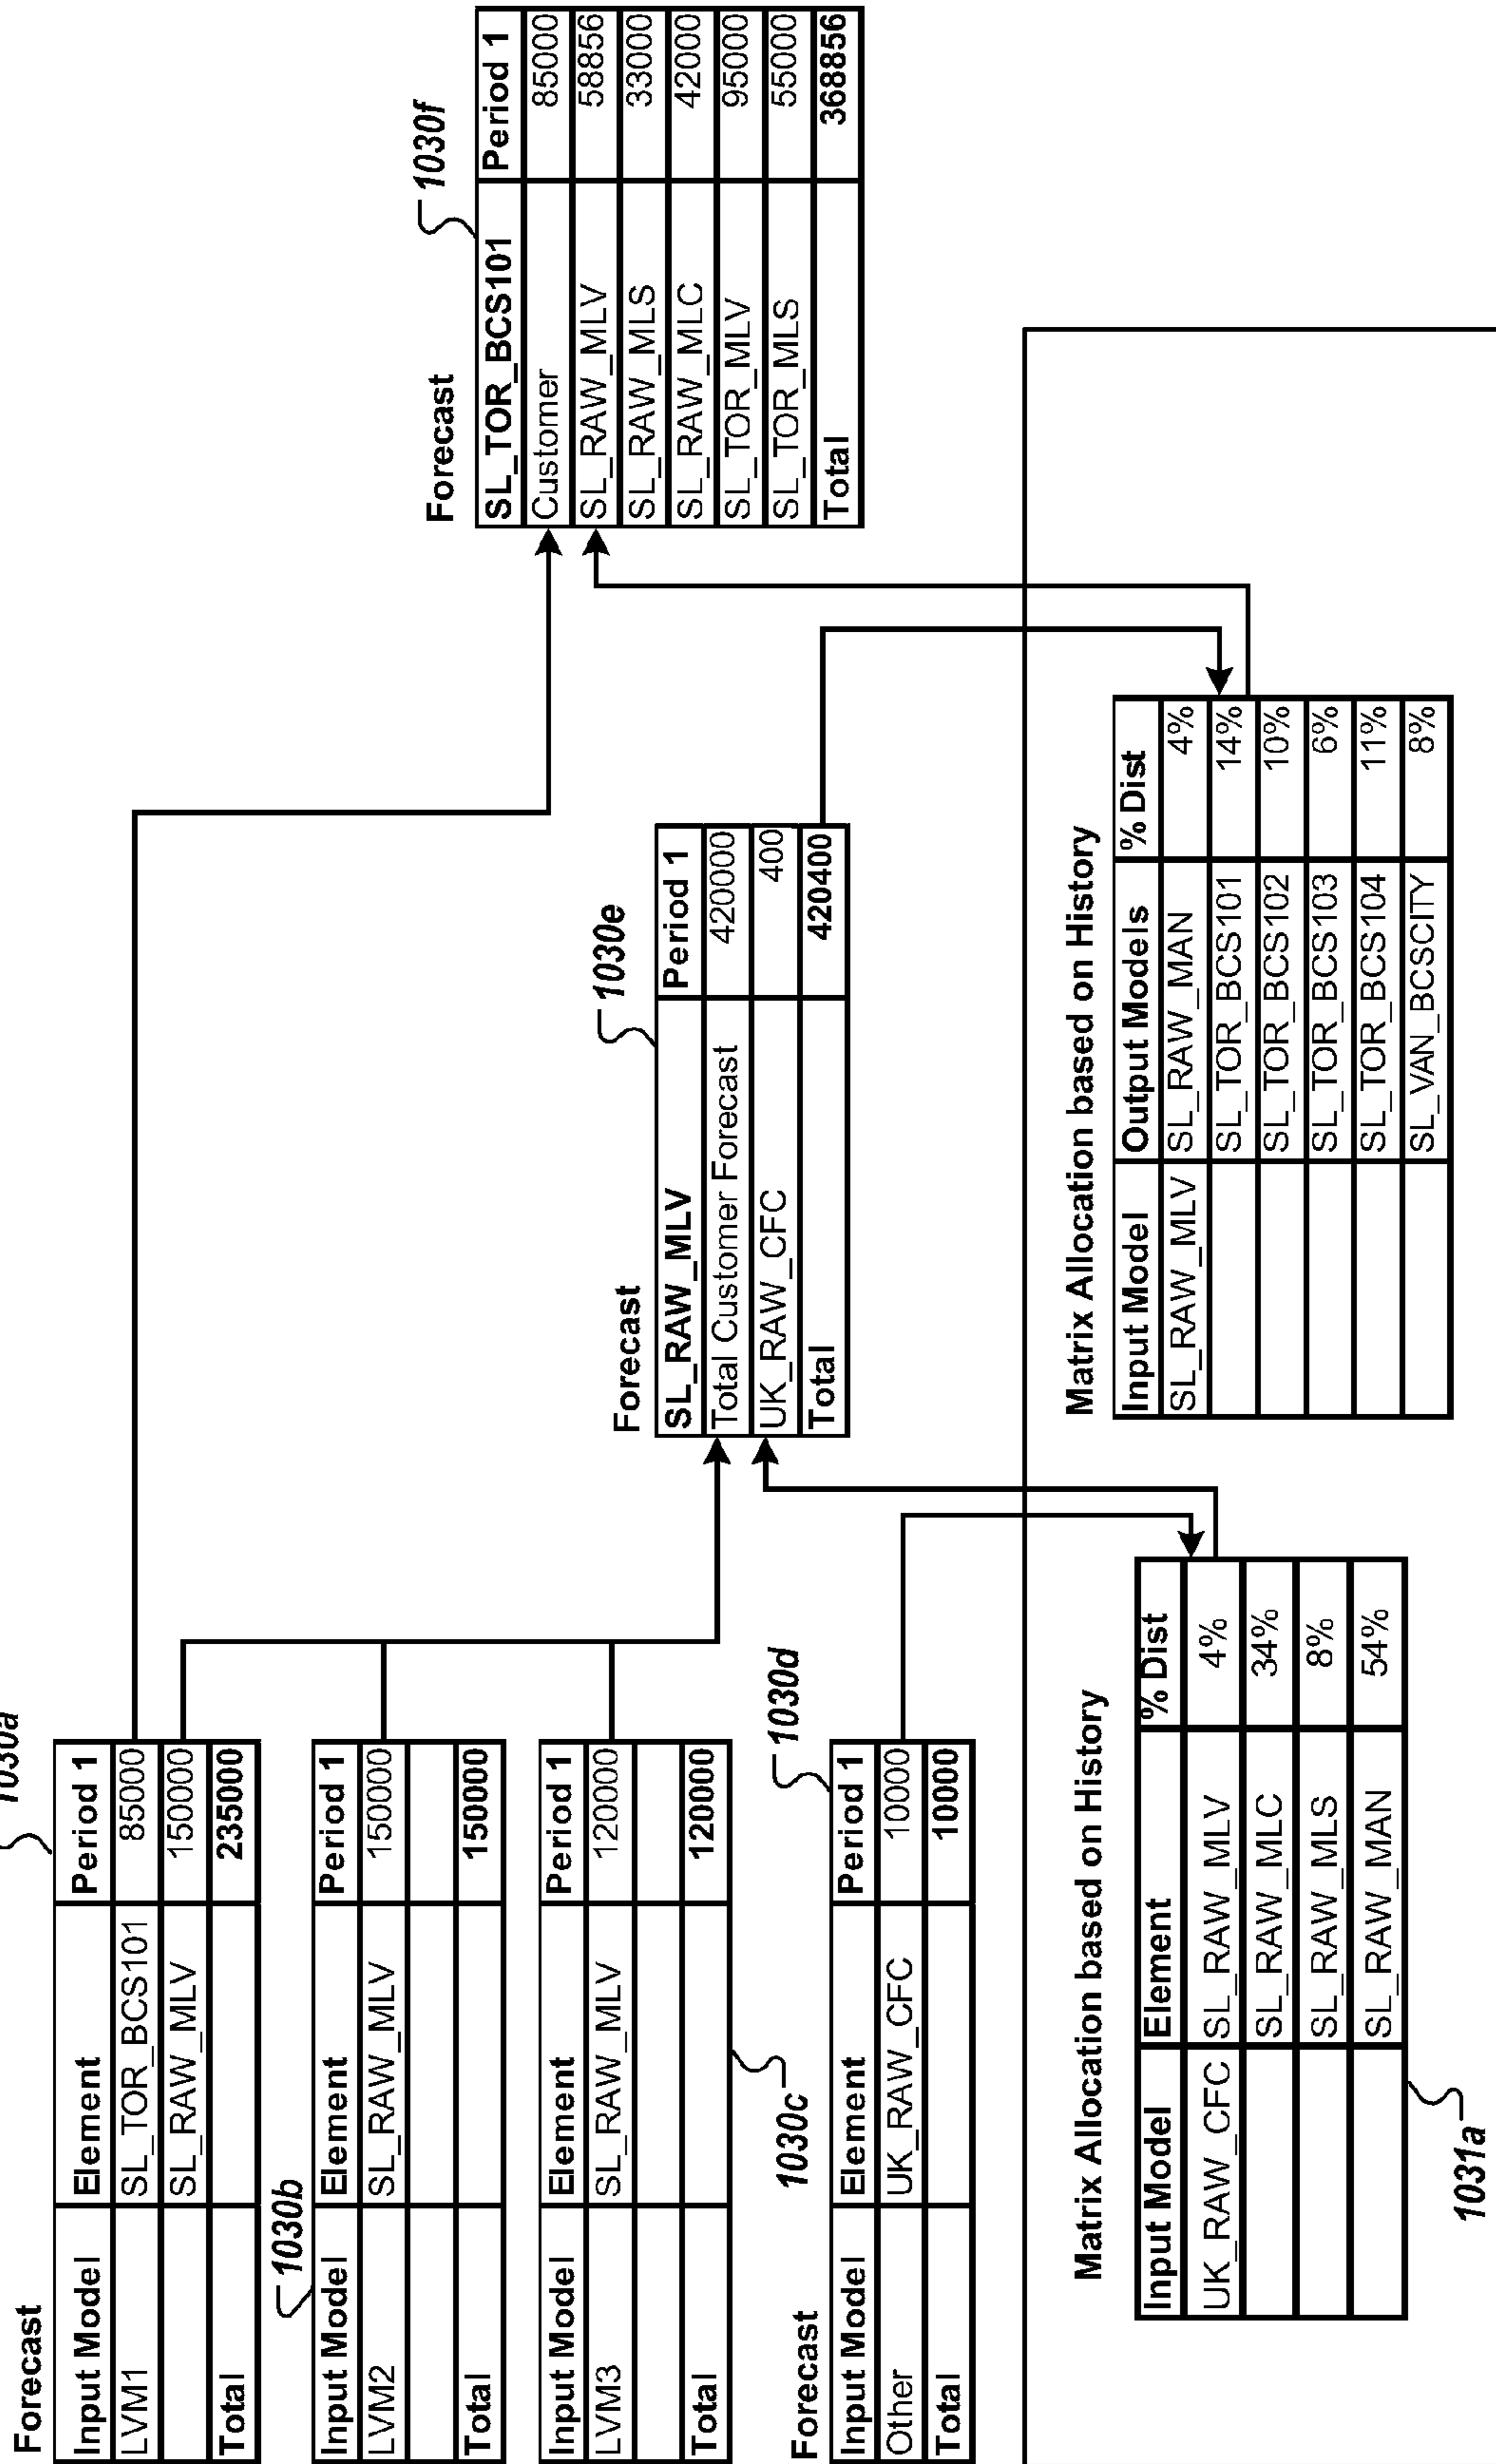 Forecast
1030a
Input Model Element Period 1
LVM1 SL_TOR_BCS101 85000
SL_RAW_MLV 150000
Total 235000
1030b
Input Model Element Period 1
LVM2 SL_RAW_MLV 150000
Total 150000
Input Model Element Period 1
LVM3 SL_RAW_MLV 120000
Total 120000
1030c
Forecast
1030d
Input Model Element Period 1
Other UK_RAW_CFC 10000
Total 10000
Matrix Allocation based on History
Input Model Element % Dist
UK_RAW_CFC SL_RAW_MLV 4%
SL_RAW_MLC 34%
SL_RAW_MLS 8%
SL_RAW_MAN 54%
1031a
Forecast
1030e
SL_RAW_MLV Period 1
Total Customer Forecast 420000
UK_RAW_CFC 400
Total 420400
Matrix Allocation based on History
Input Model Output Models % Dist
SL_RAW_MLV SL_RAW_MAN 4%
SL_TOR_BCS101 14%
SL_TOR_BCS102 10%
SL_TOR_BCS103 6%
SL_TOR_BCS104 11%
SL_VAN_BCSCITY 8%
Forecast
1030f
SL_TOR_BCS101 Period 1
Customer 85000
SL_RAW_MLV 58856
SL_RAW_MLS 33000
SL_RAW_MLC 42000
SL_TOR_MLV 95000
SL_TOR_MLS 55000
Total 368856